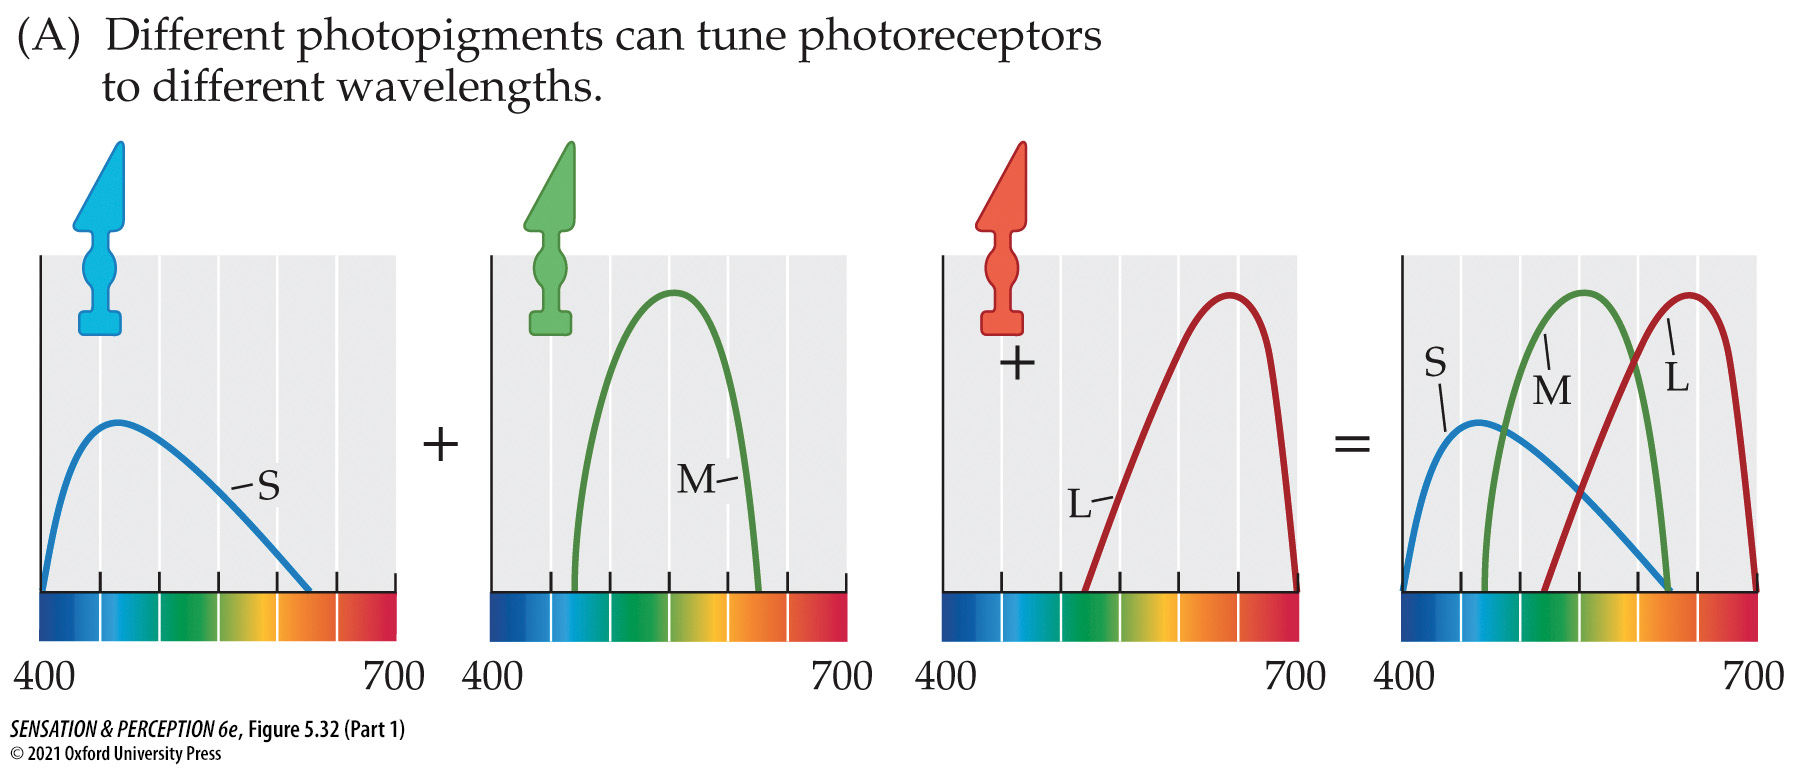 (A) Different photopigments can tune photoreceptors
to different wavelengths.
S
+
M
+
L
=
S
M
L
400 700
400 700
400 700
400 700
SENSATION & PERCEPTION 6e, Figure 5.32 (Part 1)
© 2021 Oxford University Press